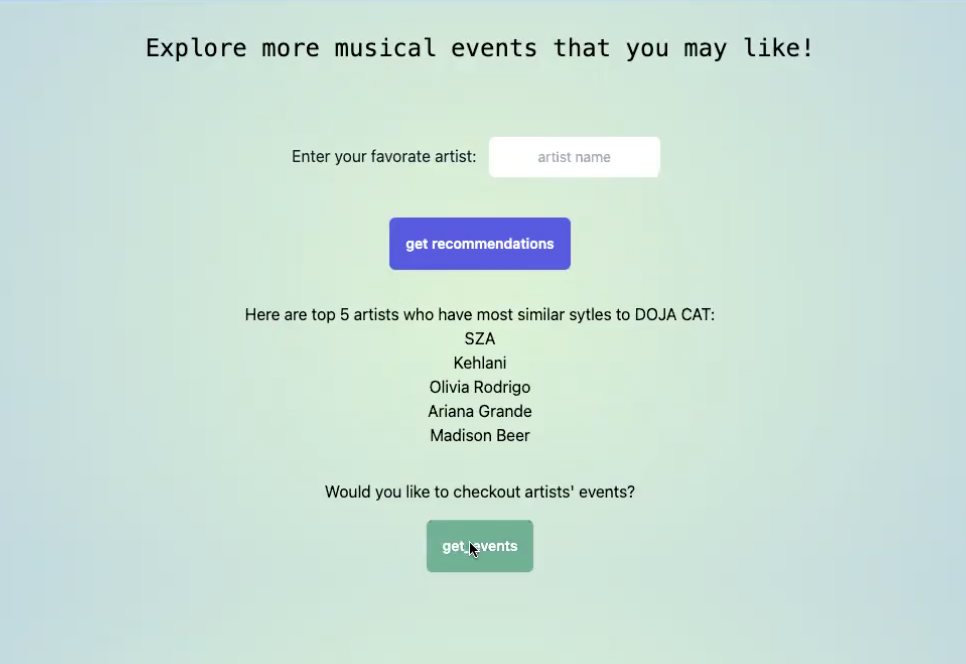 Explore more musical events that you may like!
Enter your favorate artist: artist name
get recommendations
Here are top 5 artists who have most similar sytles to DOJA CAT:
SZA
Kehlani
Olivia Rodrigo
Ariana Grande
Madison Beer
Would you like to checkout artists' events?
get events